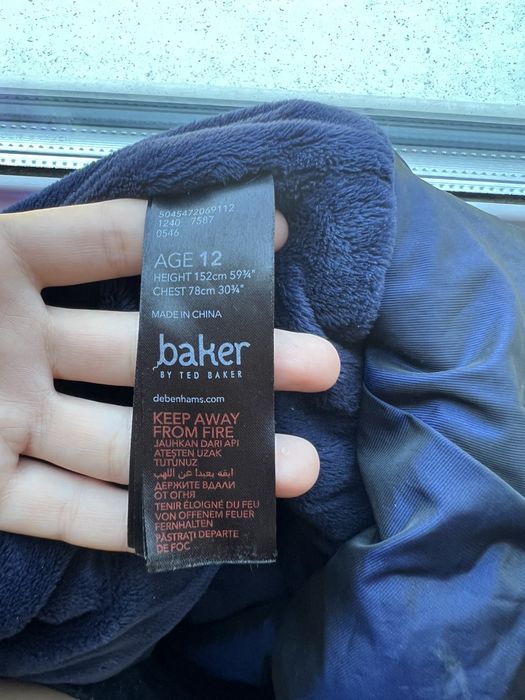 5045472069112
1240 7587
0546
AGE 12
HEIGHT 152cm 59¾"
CHEST 78cm 30¾"
MADE IN CHINA
baker
BY TED BAKER
debenhams.com
KEEP AWAY
FROM FIRE
JAUHKAN DARI API
ATEŞTEN UZAK
TUTUNUZ
ابقه بعيدا عن اللهب
ДЕРЖИТЕ ВДАЛИ
ОТ ОГНЯ
TENIR ÉLOIGNÉ DU FEU
VON OFFENEM FEUER
FERNHALTEN
PĂSTRAŢI DEPARTE
DE FOC